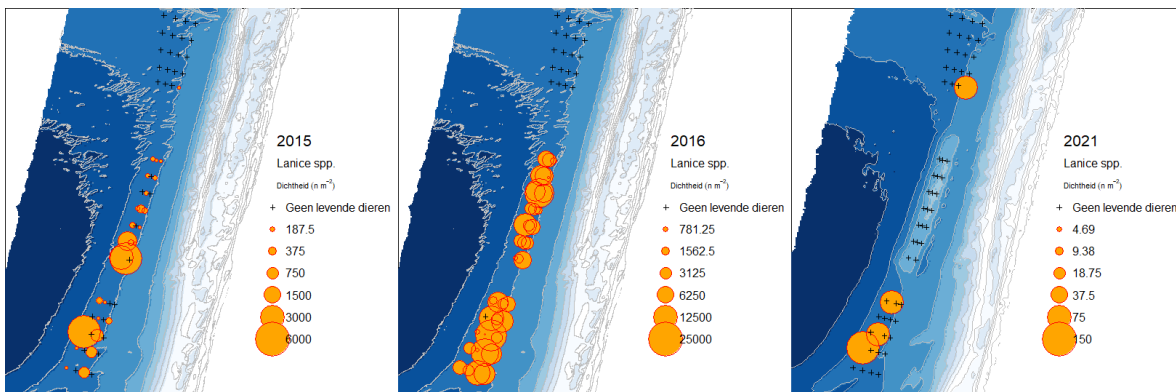 2015
Lanice spp.
Dichtheid (n m⁻²)
Geen levende dieren
187.5
375
750
1500
3000
6000
2016
Lanice spp.
Dichtheid (n m⁻²)
Geen levende dieren
781.25
1562.5
3125
6250
12500
25000
2021
Lanice spp.
Dichtheid (n m⁻²)
Geen levende dieren
4.69
9.38
18.75
37.5
75
150